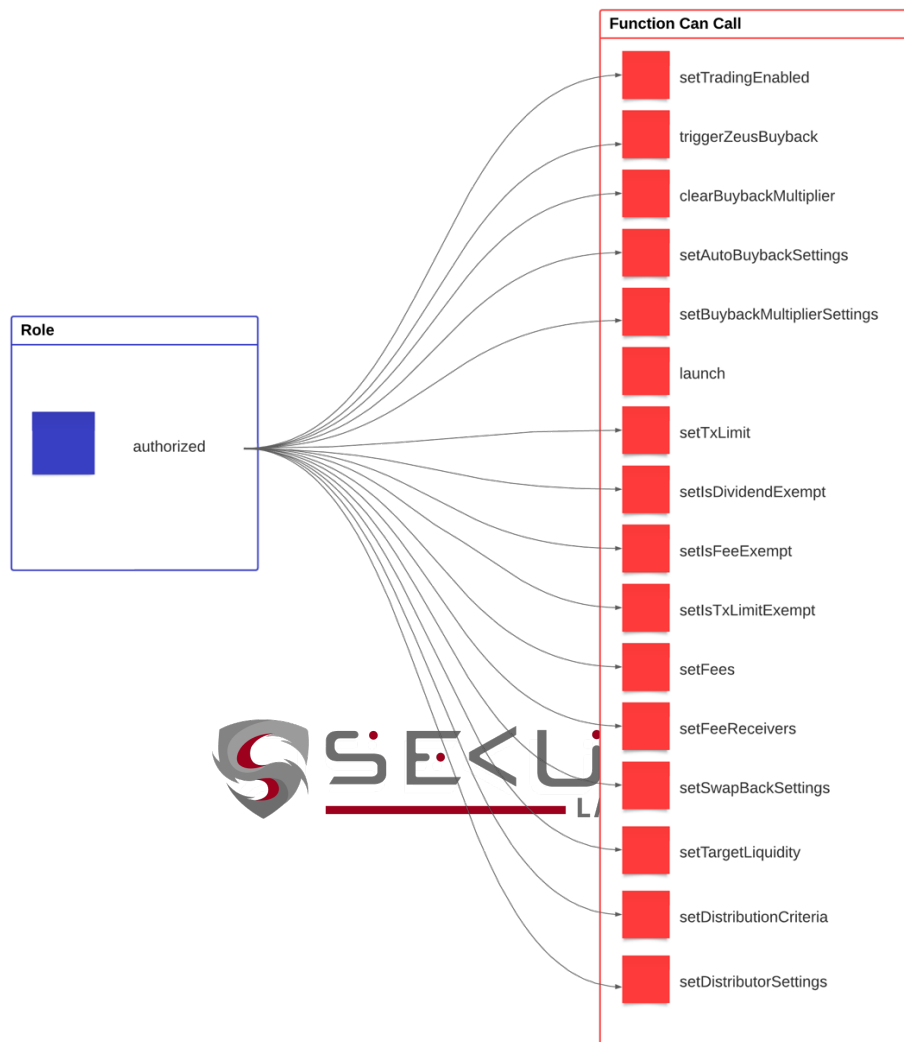 Function Can Call
setTradingEnabled
triggerZeusBuyback
clearBuybackMultiplier
setAutoBuybackSettings
setBuybackMultiplierSettings
Role
launch
authorized
setTxLimit
setIsDividendExempt
setIsFeeExempt
setIsTxLimitExempt
setFees
setFeeReceivers
setSwapBackSettings
setTargetLiquidity
setDistributionCriteria
setDistributorSettings